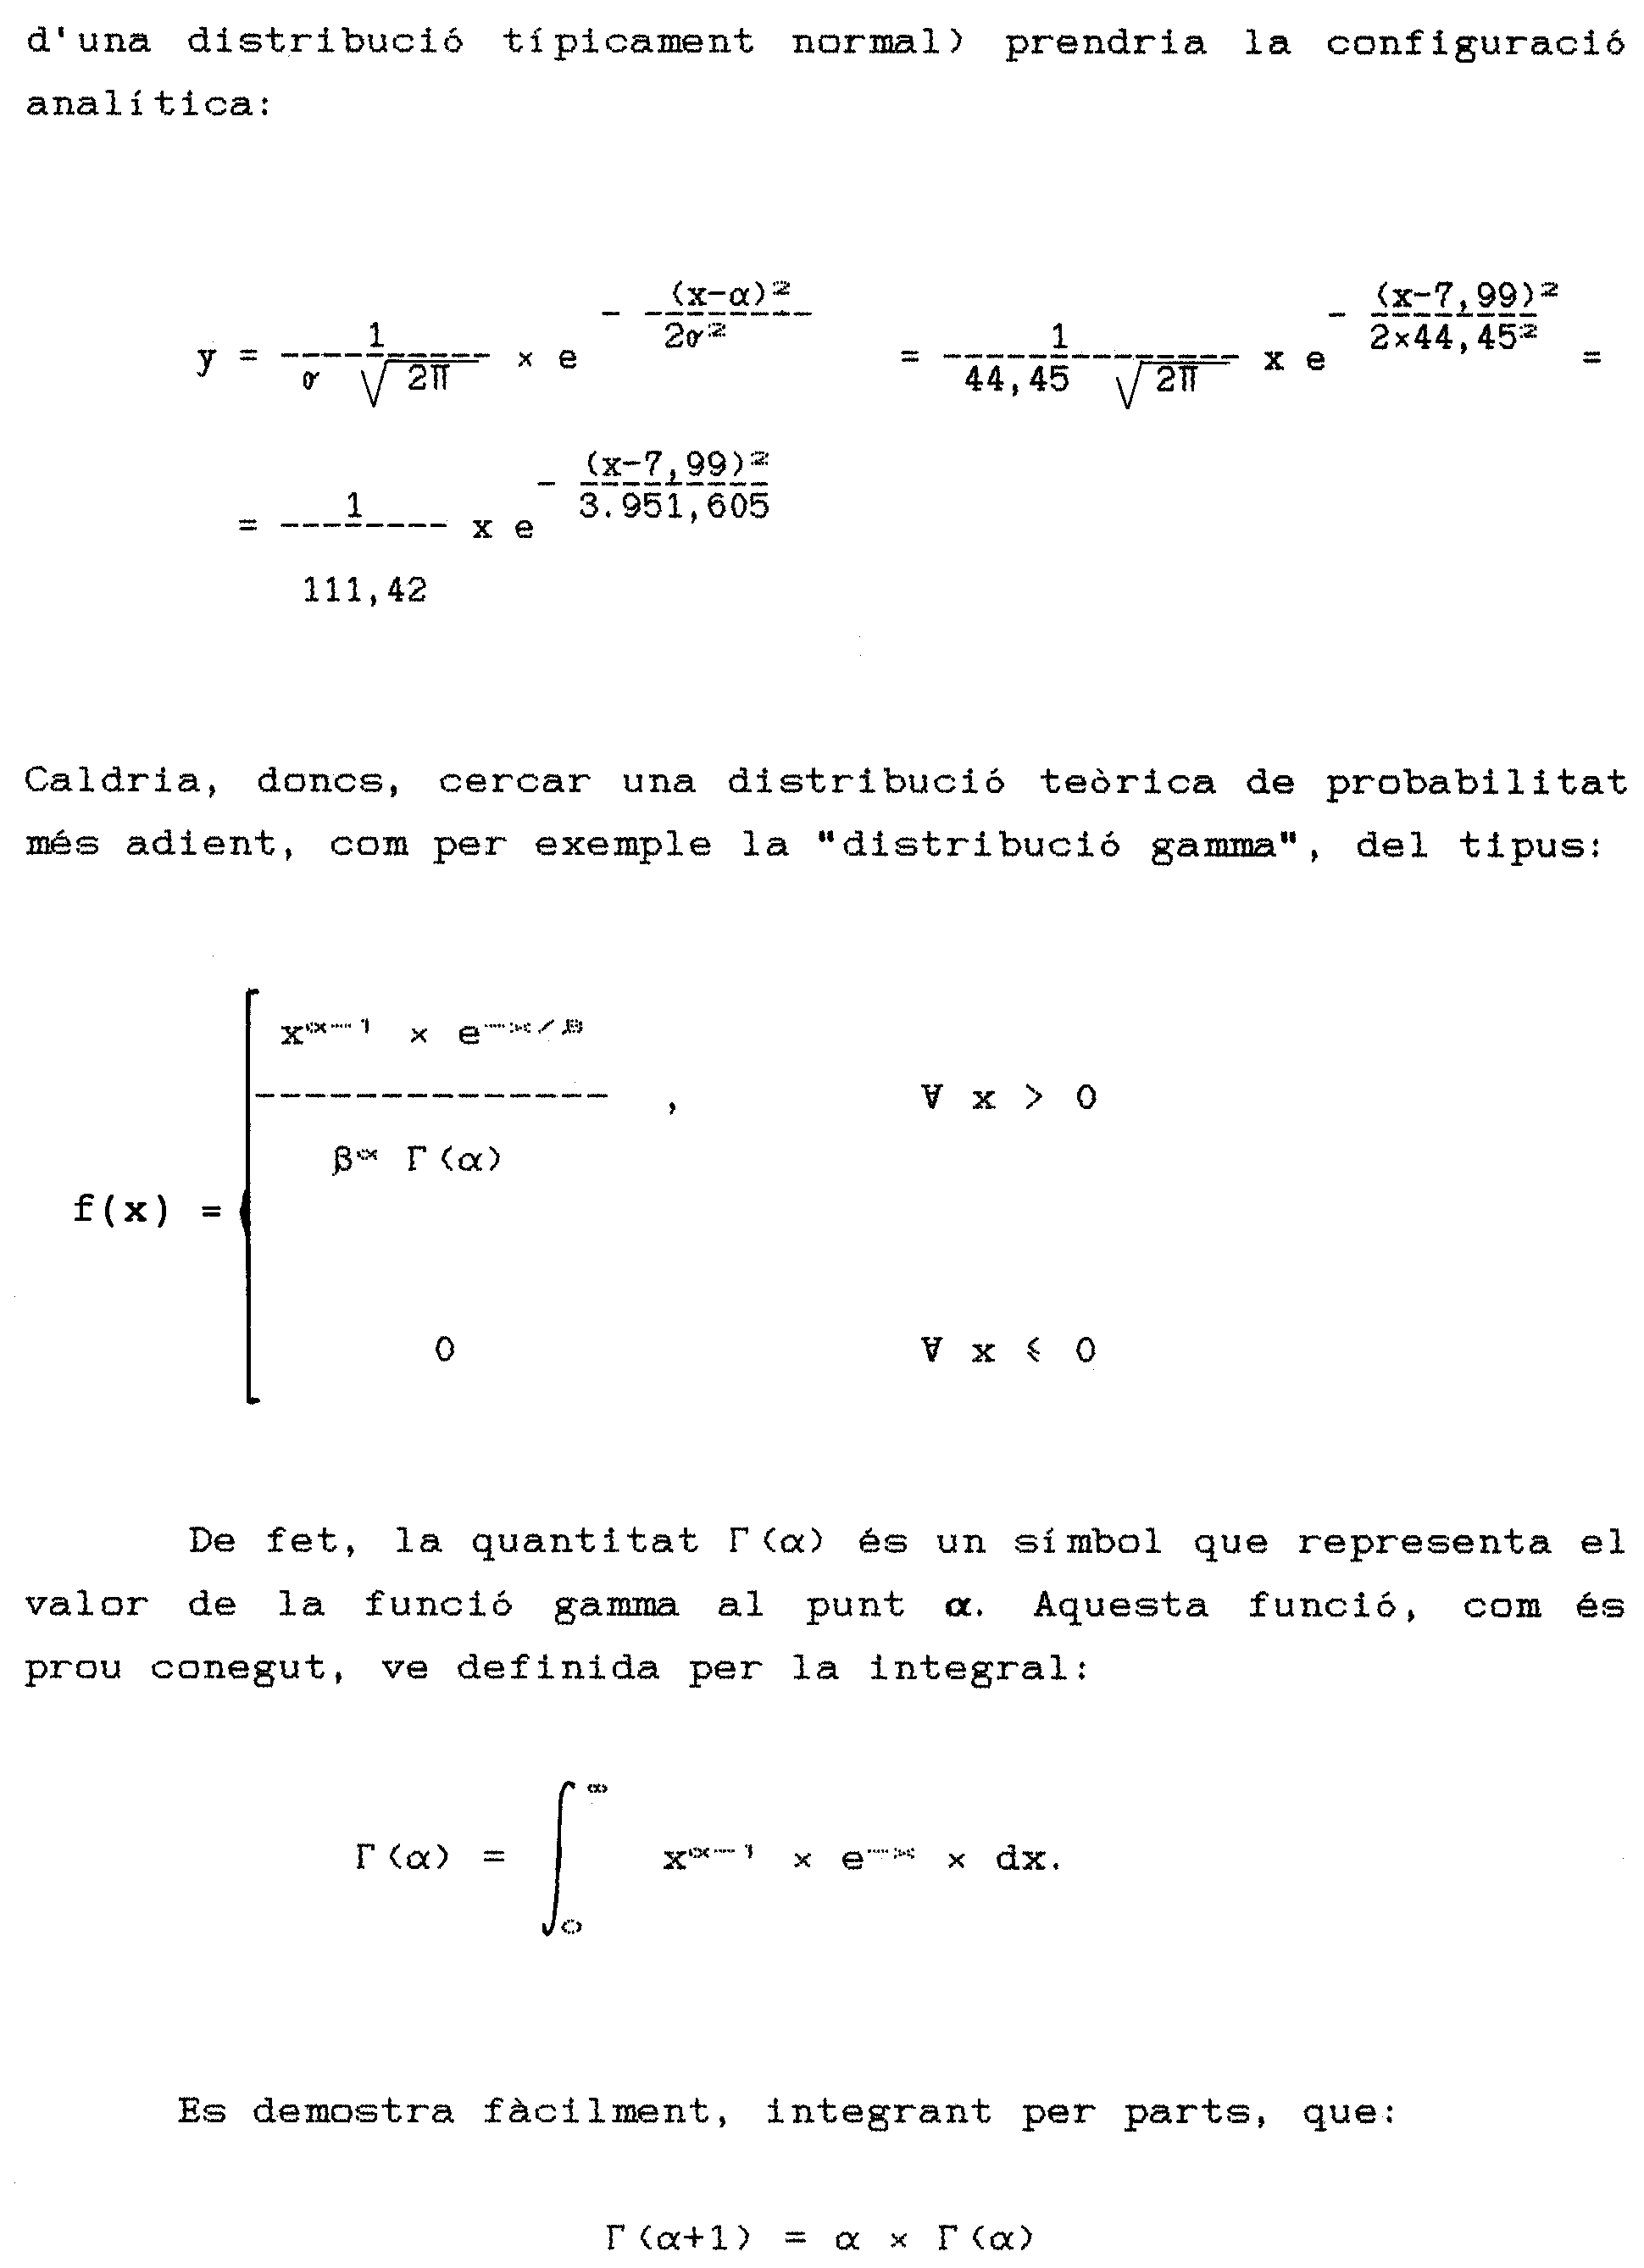 d'una distribució típicament normal) prendria la configuració
analítica:
y = 1 / (σ √2π) × e^(- (x-α)² / 2σ²) = 1 / (44,45 √2π) x e^(- (x-7,99)² / 2×44,45²) =
= 1 / 111,42 x e^(- (x-7,99)² / 3.951,605)
Caldria, doncs, cercar una distribució teòrica de probabilitat
més adient, com per exemple la "distribució gamma", del tipus:
x^(α-1) × e^(-x/β)
------------- , ∀ x > 0
β^α Γ(α)
f(x) =
0 ∀ x ⩽ 0
De fet, la quantitat Γ(α) és un símbol que representa el
valor de la funció gamma al punt α. Aquesta funció, com és
prou conegut, ve definida per la integral:
Γ(α) = ∫₀^∞ x^(α-1) × e^(-x) × dx.
Es demostra fàcilment, integrant per parts, que:
Γ(α+1) = α × Γ(α)